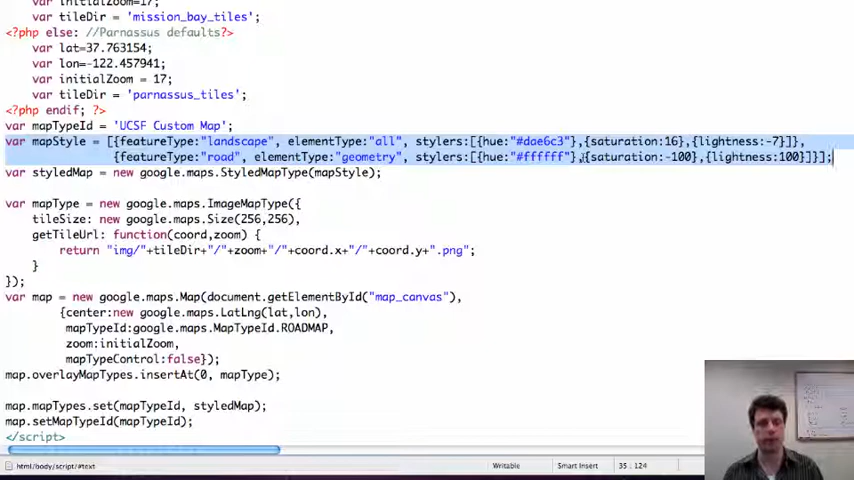 var initialZoom=17;
var tileDir = 'mission_bay_tiles';
<?php else: //Parnassus defaults?>
var lat=37.763154;
var lon=-122.457941;
var initialZoom = 17;
var tileDir = 'parnassus_tiles';
<?php endif; ?>
var mapTypeId = 'UCSF Custom Map';
var mapStyle = [{featureType:"landscape", elementType:"all", stylers:[{hue:"#dae6c3"},{saturation:16},{lightness:-7}]},
{featureType:"road", elementType:"geometry", stylers:[{hue:"#ffffff"},{saturation:-100},{lightness:100}]}];
var styledMap = new google.maps.StyledMapType(mapStyle);
var mapType = new google.maps.ImageMapType({
tileSize: new google.maps.Size(256,256),
getTileUrl: function(coord,zoom) {
return "img/"+tileDir+"/"+zoom+"/"+coord.x+"/"+coord.y+".png";
}
});
var map = new google.maps.Map(document.getElementById("map_canvas"),
{center:new google.maps.LatLng(lat,lon),
mapTypeId:google.maps.MapTypeId.ROADMAP,
zoom:initialZoom,
mapTypeControl:false});
map.overlayMapTypes.insertAt(0, mapType);
map.mapTypes.set(mapTypeId, styledMap);
map.setMapTypeId(mapTypeId);
</script>
html/body/script/#text
Writable
Smart Insert
35 : 124